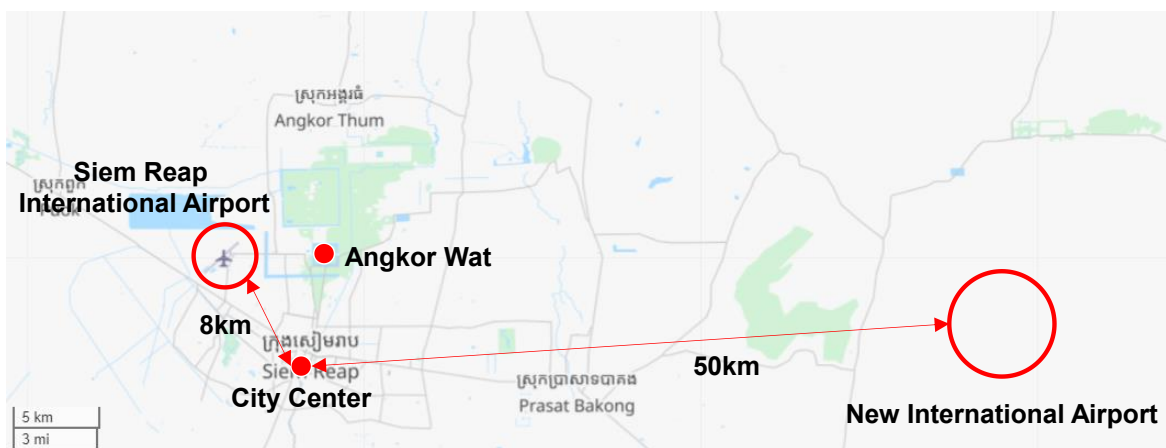 ស្រុកអង្គរធំ
Angkor Thum
Siem Reap
International Airport
ស្រុកពួក
Angkor Wat
8km
ក្រុងសៀមរាប
Siem Reap
City Center
50km
ស្រុកប្រាសាទបាគង
Prasat Bakong
New International Airport
5 km
3 mi